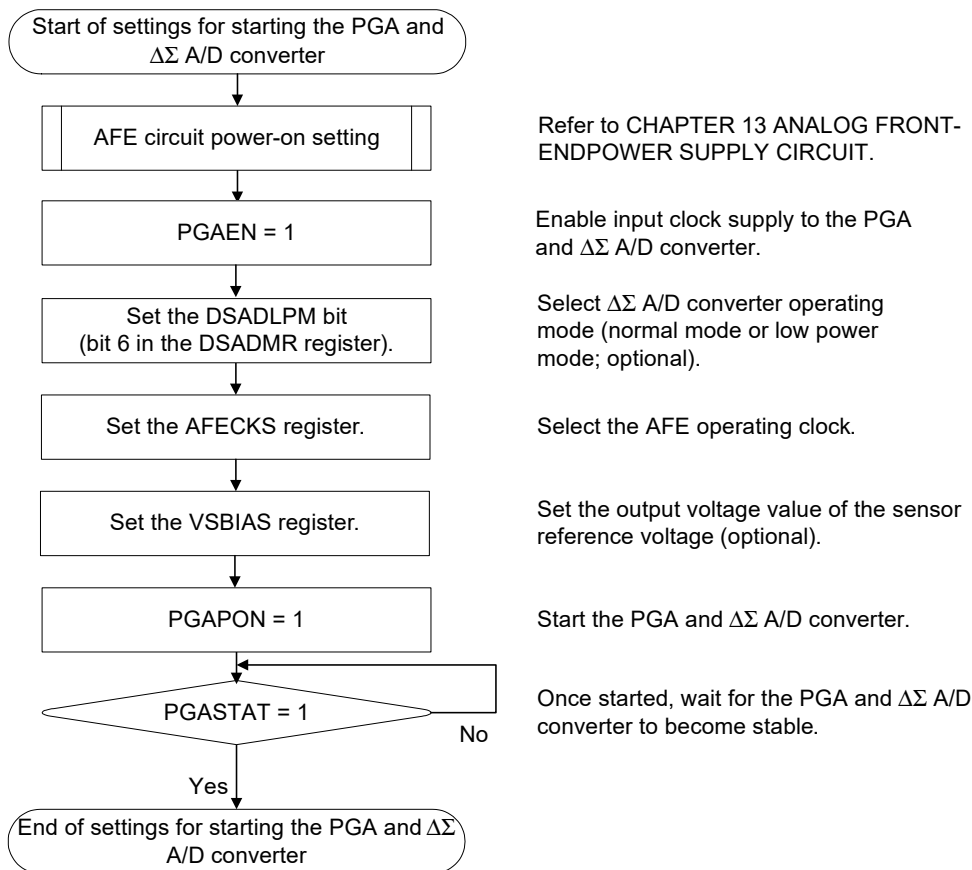 Start of settings for starting the PGA and
ΔΣ A/D converter
AFE circuit power-on setting
Refer to CHAPTER 13 ANALOG FRONT-
ENDPOWER SUPPLY CIRCUIT.
PGAEN = 1
Enable input clock supply to the PGA
and ΔΣ A/D converter.
Set the DSADLPM bit
(bit 6 in the DSADMR register).
Select ΔΣ A/D converter operating
mode (normal mode or low power
mode; optional).
Set the AFECKS register.
Select the AFE operating clock.
Set the VSBIAS register.
Set the output voltage value of the sensor
reference voltage (optional).
PGAPON = 1
Start the PGA and ΔΣ A/D converter.
PGASTAT = 1
No
Once started, wait for the PGA and ΔΣ A/D
converter to become stable.
Yes
End of settings for starting the PGA and ΔΣ
A/D converter